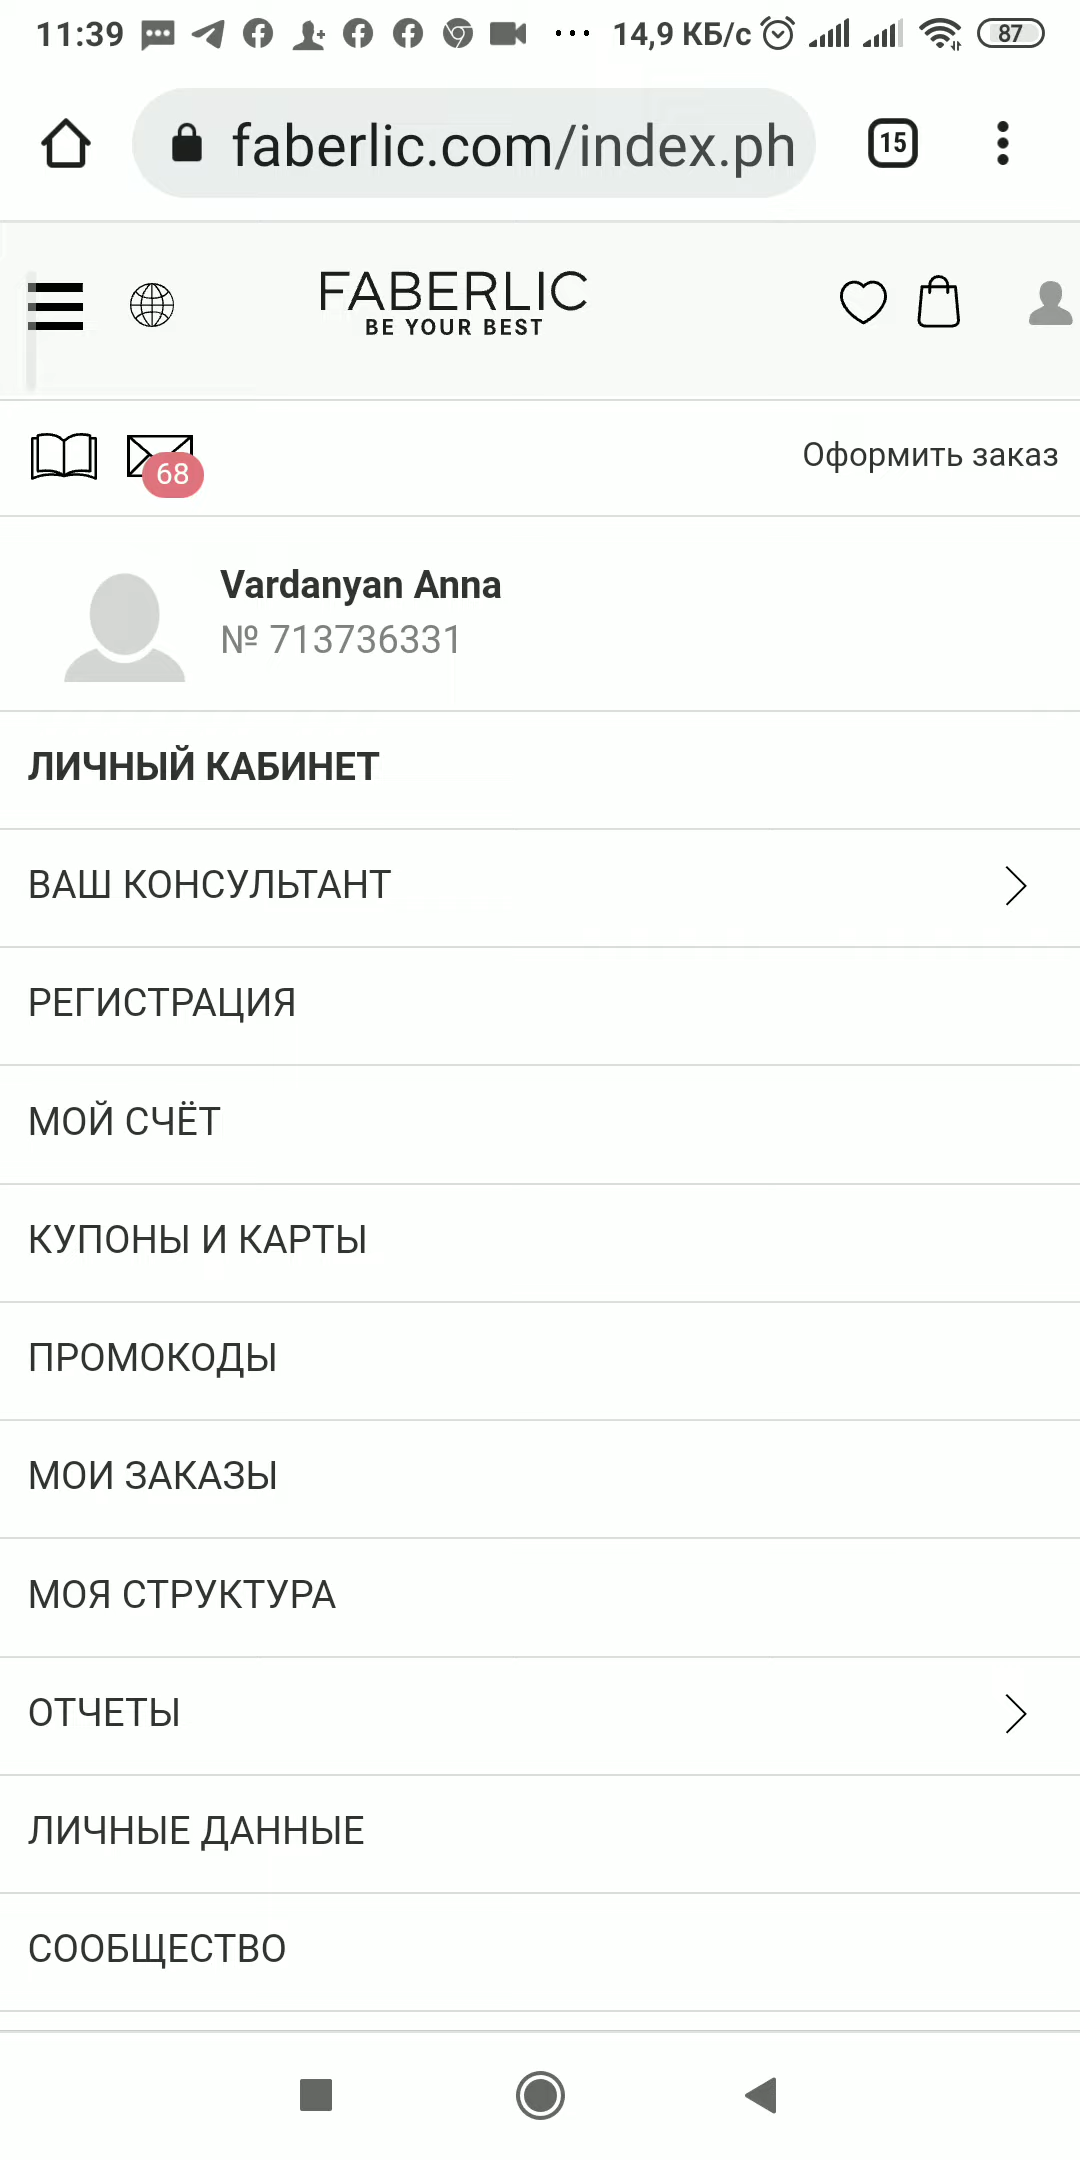 11:39 14,9 КБ/с 87
faberlic.com/index.ph 15
FABERLIC
BE YOUR BEST
68 Оформить заказ
Vardanyan Anna
№ 713736331
ЛИЧНЫЙ КАБИНЕТ
ВАШ КОНСУЛЬТАНТ
РЕГИСТРАЦИЯ
МОЙ СЧЁТ
КУПОНЫ И КАРТЫ
ПРОМОКОДЫ
МОИ ЗАКАЗЫ
МОЯ СТРУКТУРА
ОТЧЕТЫ
ЛИЧНЫЕ ДАННЫЕ
СООБЩЕСТВО